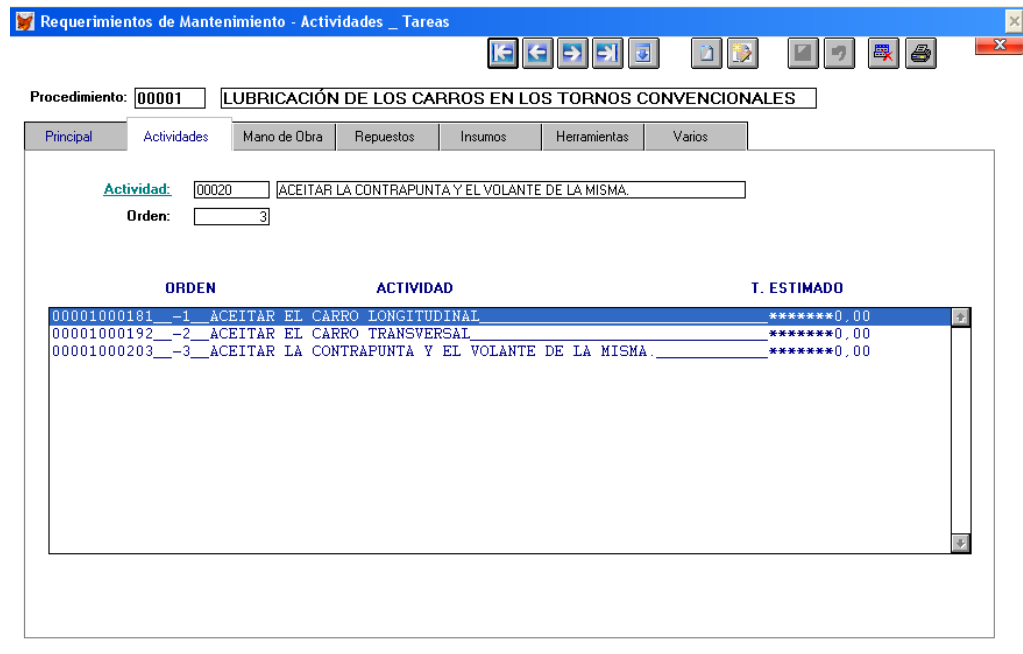 Requerimientos de Mantenimiento - Actividades _ Tareas
Procedimiento: 00001 LUBRICACIÓN DE LOS CARROS EN LOS TORNOS CONVENCIONALES
Principal Actividades Mano de Obra Repuestos Insumos Herramientas Varios
Actividad: 00020 ACEITAR LA CONTRAPUNTA Y EL VOLANTE DE LA MISMA.
Orden: 3
ORDEN ACTIVIDAD T. ESTIMADO
00001000181__-1__ACEITAR EL CARRO LONGITUDINAL___________________________*******0,00
00001000192__-2__ACEITAR EL CARRO TRANSVERSAL____________________________*******0,00
00001000203__-3__ACEITAR LA CONTRAPUNTA Y EL VOLANTE DE LA MISMA.___________*******0,00